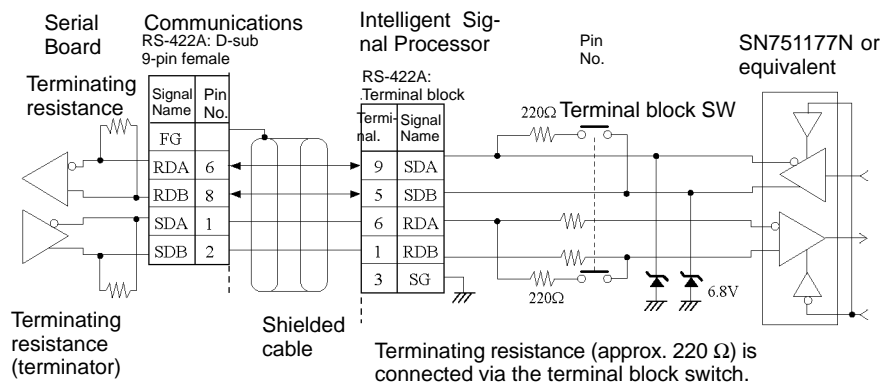 Serial
Board
Communications
RS-422A: D-sub
9-pin female
Intelligent Sig-
nal Processor
RS-422A:
Terminal block
Pin
No.
SN751177N or
equivalent
Terminating
resistance
Signal
Name
Pin
No.
FG
RDA 6
RDB 8
SDA 1
SDB 2
Termi-
nal.
Signal
Name
9 SDA
5 SDB
6 RDA
1 RDB
3 SG
220Ω
Terminal block SW
220Ω
6.8V
Terminating
resistance
(terminator)
Shielded
cable
Terminating resistance (approx. 220 Ω) is
connected via the terminal block switch.